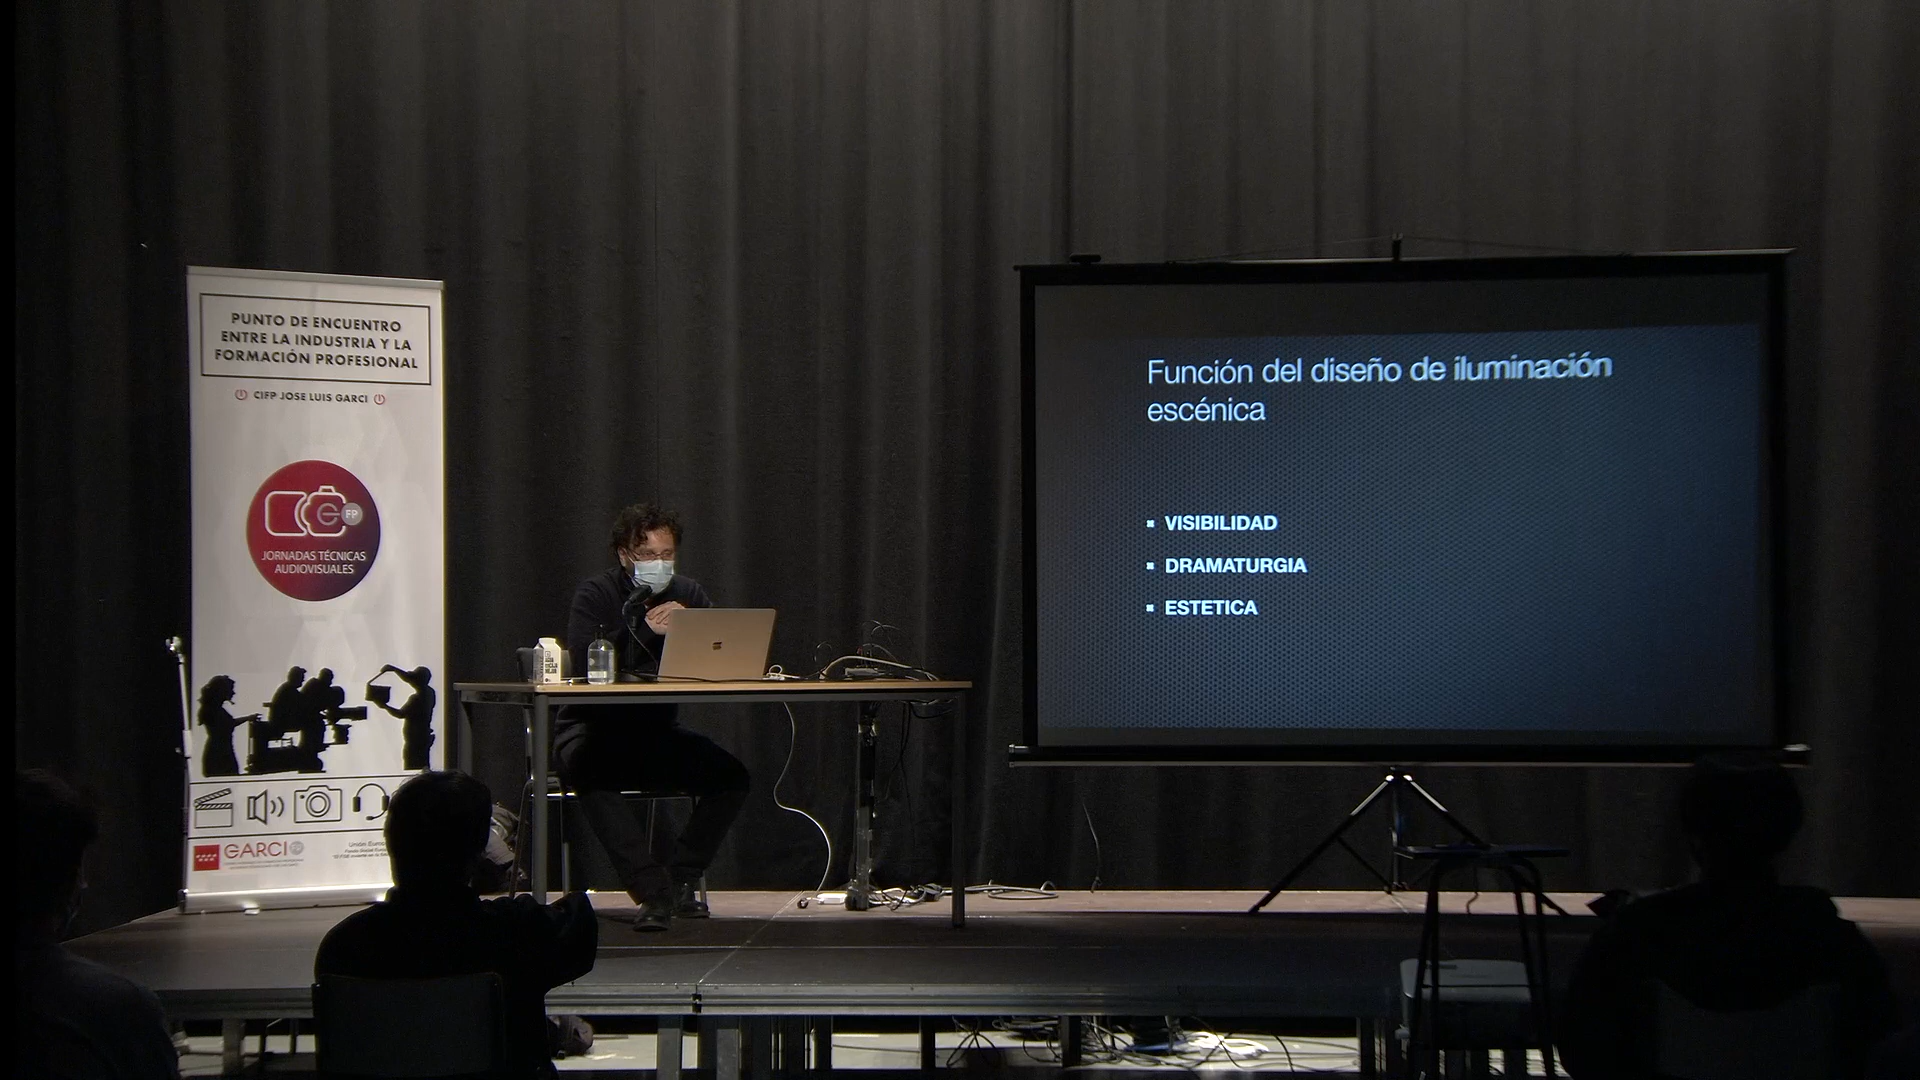 PUNTO DE ENCUENTRO
ENTRE LA INDUSTRIA Y LA
FORMACIÓN PROFESIONAL
CIFP JOSE LUIS GARCI
FP
JORNADAS TÉCNICAS
AUDIOVISUALES
GARCI
Función del diseño de iluminación
escénica
VISIBILIDAD
DRAMATURGIA
ESTETICA